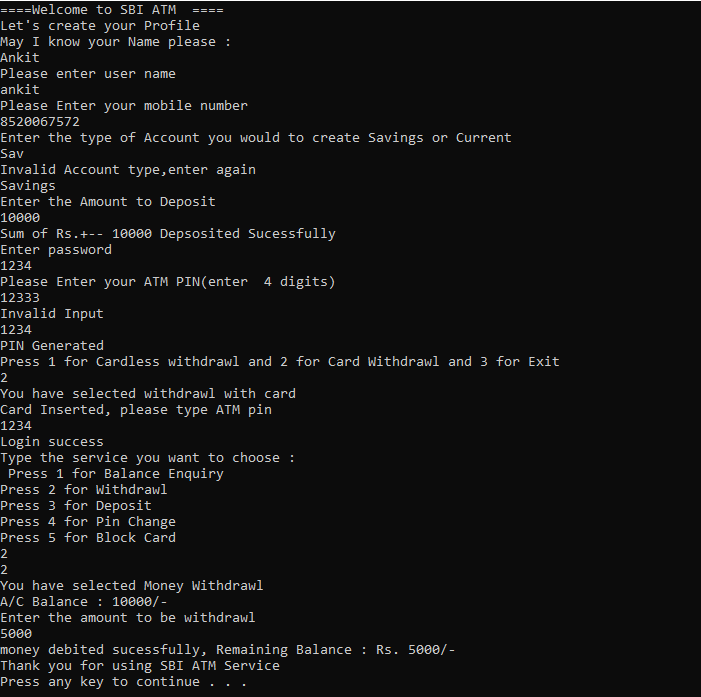 ====Welcome to SBI ATM  ====
Let's create your Profile
May I know your Name please :
Ankit
Please enter user name
ankit
Please Enter your mobile number
8520067572
Enter the type of Account you would to create Savings or Current
Sav
Invalid Account type,enter again
Savings
Enter the Amount to Deposit
10000
Sum of Rs.+-- 10000 Depsosited Sucessfully
Enter password
1234
Please Enter your ATM PIN(enter  4 digits)
12333
Invalid Input
1234
PIN Generated
Press 1 for Cardless withdrawl and 2 for Card Withdrawl and 3 for Exit
2
You have selected withdrawl with card
Card Inserted, please type ATM pin
1234
Login success
Type the service you want to choose :
 Press 1 for Balance Enquiry
Press 2 for Withdrawl
Press 3 for Deposit
Press 4 for Pin Change
Press 5 for Block Card
2
2
You have selected Money Withdrawl
A/C Balance : 10000/-
Enter the amount to be withdrawl
5000
money debited sucessfully, Remaining Balance : Rs. 5000/-
Thank you for using SBI ATM Service
Press any key to continue . . .